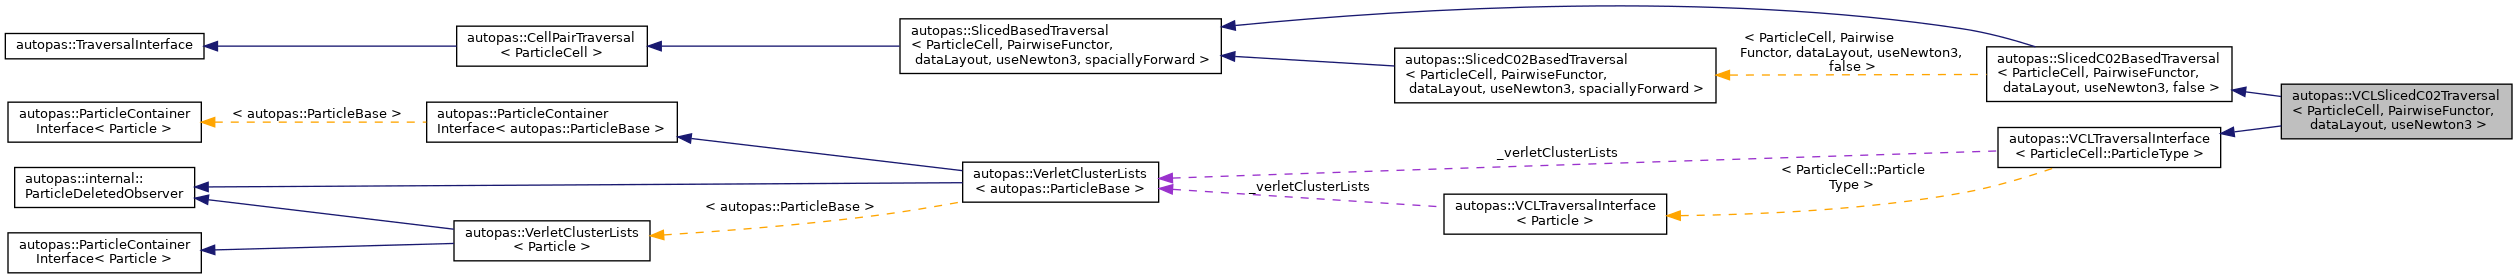 autopas::TraversalInterface
autopas::CellPairTraversal
< ParticleCell >
autopas::SlicedBasedTraversal
< ParticleCell, PairwiseFunctor,
dataLayout, useNewton3, spaciallyForward >
autopas::SlicedC02BasedTraversal
< ParticleCell, PairwiseFunctor,
dataLayout, useNewton3, spaciallyForward >
< ParticleCell, Pairwise
Functor, dataLayout, useNewton3,
false >
autopas::SlicedC02BasedTraversal
< ParticleCell, PairwiseFunctor,
dataLayout, useNewton3, false >
autopas::VCLSlicedC02Traversal
< ParticleCell, PairwiseFunctor,
dataLayout, useNewton3 >
autopas::ParticleContainer
Interface< Particle >
< autopas::ParticleBase >
autopas::ParticleContainer
Interface< autopas::ParticleBase >
autopas::VCLTraversalInterface
< ParticleCell::ParticleType >
_verletClusterLists
autopas::internal::
ParticleDeletedObserver
autopas::VerletClusterLists
< autopas::ParticleBase >
_verletClusterLists
< ParticleCell::Particle
Type >
autopas::VCLTraversalInterface
< Particle >
< autopas::ParticleBase >
autopas::VerletClusterLists
< Particle >
autopas::ParticleContainer
Interface< Particle >